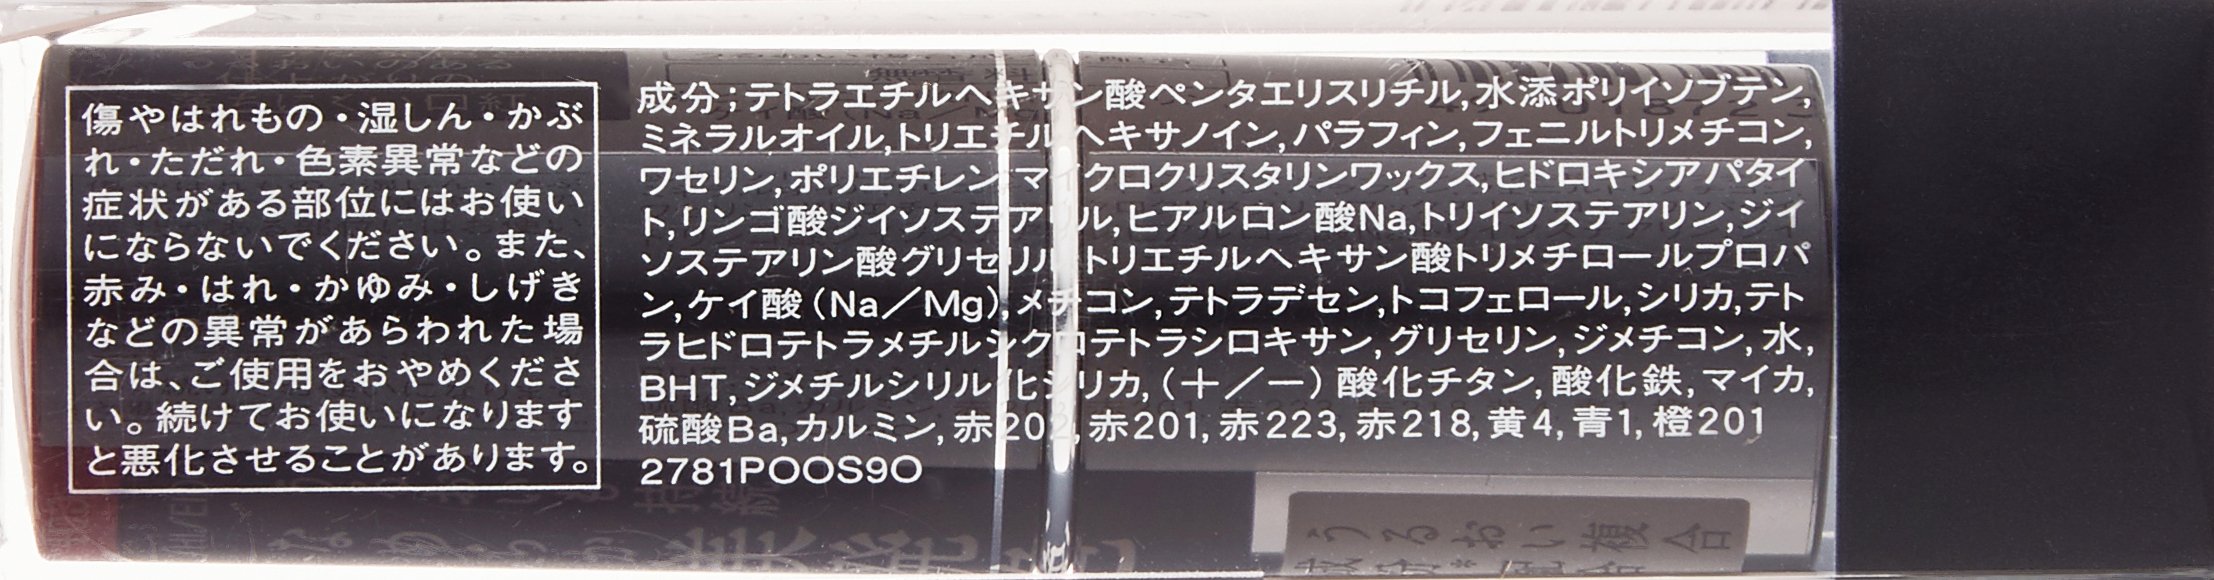 傷やはれもの・湿しん・かぶ
れ・ただれ・色素異常などの
症状がある部位にはお使い
にならないでください。また、
赤み・はれ・かゆみ・しげき
などの異常があらわれた場
合は、ご使用をおやめくださ
い。続けてお使いになります
と悪化させることがあります。
成分；テトラエチルヘキサン酸ペンタエリスリチル,水添ポリイソブテン,
ミネラルオイル,トリエチルヘキサノイン,パラフィン,フェニルトリメチコン,
ワセリン,ポリエチレン,マイクロクリスタリンワックス,ヒドロキシアパタイ
ト,リンゴ酸ジイソステアリル,ヒアルロン酸Na,トリイソステアリン,ジイ
ソステアリン酸グリセリル,トリエチルヘキサン酸トリメチロールプロパ
ン,ケイ酸（Na／Mg）,メチコン,テトラデセン,トコフェロール,シリカ,テト
ラヒドロテトラメチルシクロテトラシロキサン,グリセリン,ジメチコン,水,
BHT,ジメチルシリル化シリカ,（＋／－）酸化チタン,酸化鉄,マイカ,
硫酸Ba,カルミン,赤202,赤201,赤223,赤218,黄4,青1,橙201
2781POOS9O
うるおい複合